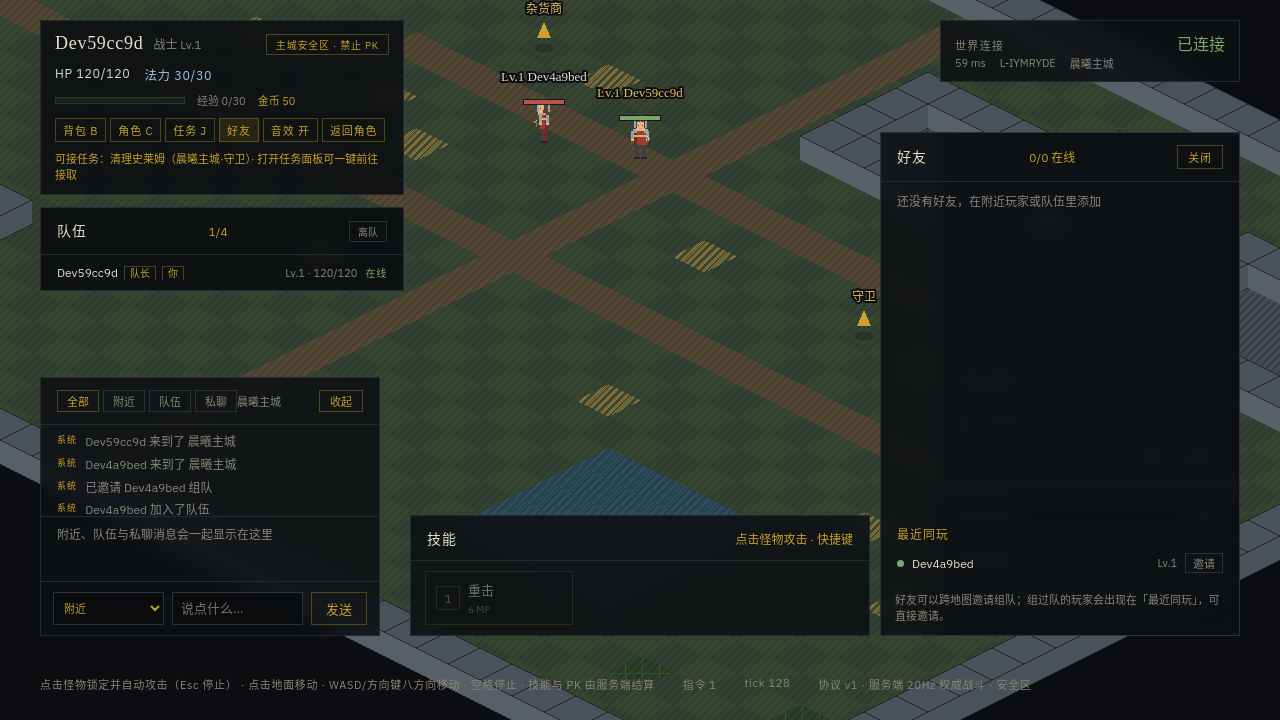 杂货商
Lv.1 Dev4a9bed
Lv.1 Dev59cc9d
守卫
Dev59cc9d 战士 Lv.1 主城安全区 · 禁止 PK
HP 120/120 法力 30/30
经验 0/30 金币 50
背包 B 角色 C 任务 J 好友 音效 开 返回角色
可接任务：清理史莱姆（晨曦主城·守卫）· 打开任务面板可一键前往
接取
队伍 1/4 离队
Dev59cc9d 队长 你 Lv.1 · 120/120 在线
世界连接 已连接
59 ms L-IYMRYDE 晨曦主城
好友 0/0 在线 关闭
还没有好友，在附近玩家或队伍里添加
最近同玩
Dev4a9bed Lv.1 邀请
好友可以跨地图邀请组队；组过队的玩家会出现在「最近同玩」，可
直接邀请。
全部 附近 队伍 私聊 晨曦主城 收起
系统 Dev59cc9d 来到了 晨曦主城
系统 Dev4a9bed 来到了 晨曦主城
系统 已邀请 Dev4a9bed 组队
系统 Dev4a9bed 加入了队伍
附近、队伍与私聊消息会一起显示在这里
附近 说点什么… 发送
技能 点击怪物攻击 · 快捷键
1 重击
6 MP
点击怪物锁定并自动攻击（Esc 停止） · 点击地面移动 · WASD/方向键八方向移动 · 空格停止 · 技能与 PK 由服务端结算 指令 1 tick 128 协议 v1 · 服务端 20Hz 权威战斗 · 安全区